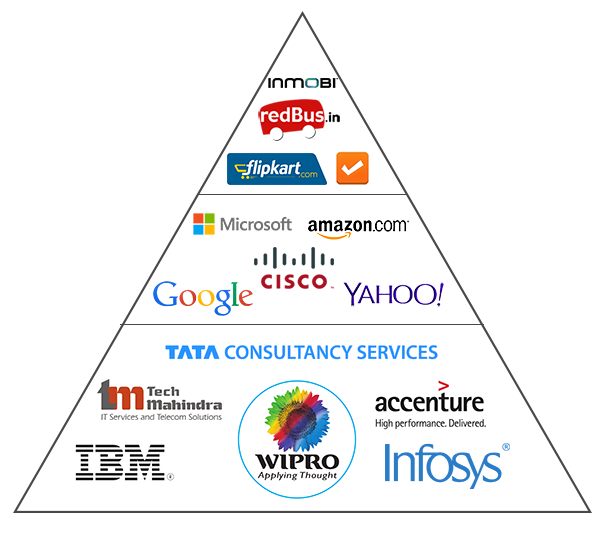 INMOBI
redBus.in
flipkart.com
Microsoft
amazon.com
CISCO
Google
YAHOO!
TATA CONSULTANCY SERVICES
tm Tech Mahindra
IT Services and Telecom Solutions
accenture
High performance. Delivered.
WIPRO
Applying Thought
IBM®
Infosys®